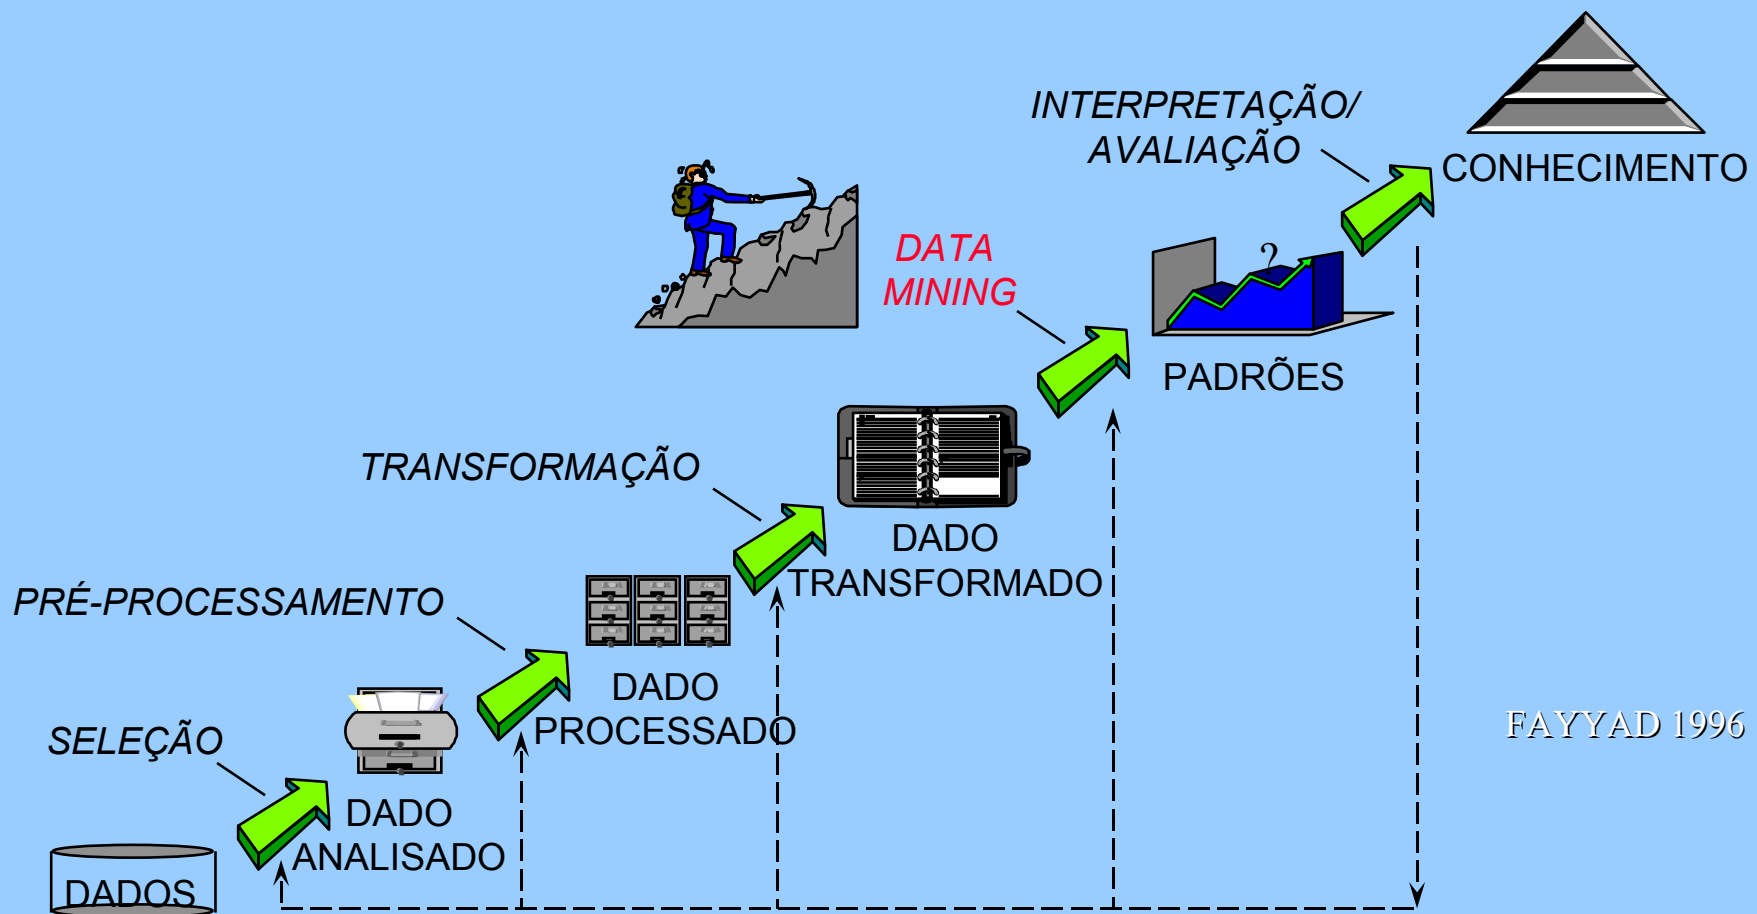 INTERPRETAÇÃO/
AVALIAÇÃO
CONHECIMENTO
DATA
MINING
?
PADRÕES
TRANSFORMAÇÃO
DADO
TRANSFORMADO
PRÉ-PROCESSAMENTO
DADO
PROCESSADO
FAYYAD 1996
SELEÇÃO
DADO
ANALISADO
DADOS